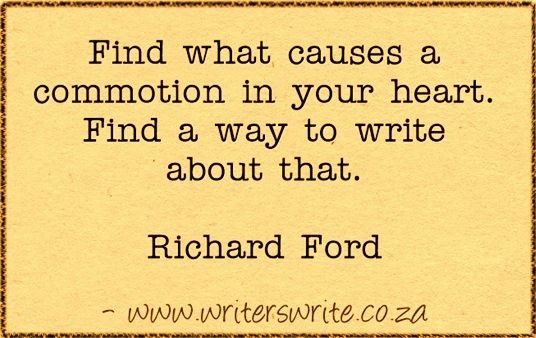 Find what causes a
commotion in your heart.
Find a way to write
about that.
Richard Ford
- www.writerswrite.co.za